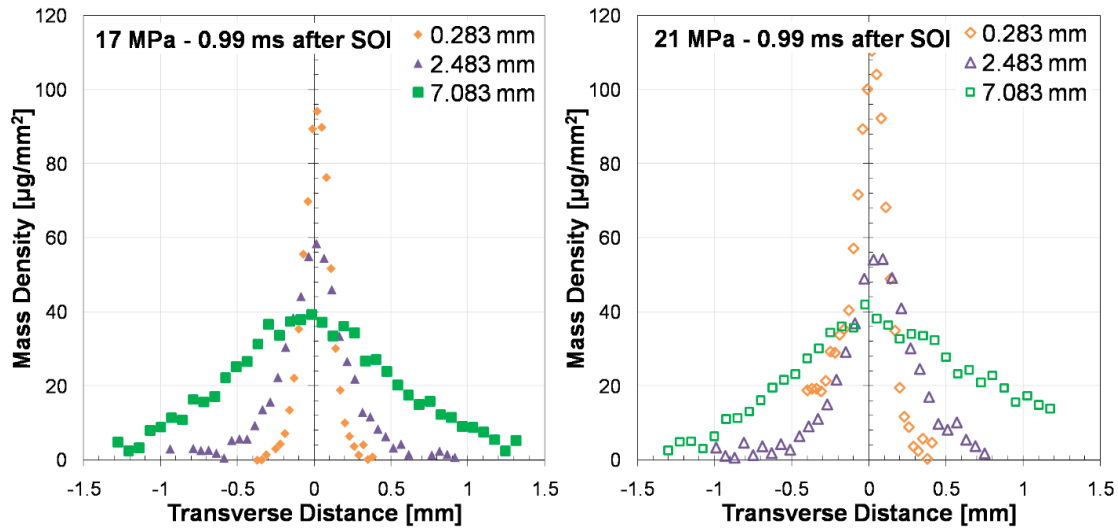 17 MPa - 0.99 ms after SOI
0.283 mm
2.483 mm
7.083 mm
Mass Density [µg/mm²]
120
100
80
60
40
20
0
-1.5 -1 -0.5 0 0.5 1 1.5
Transverse Distance [mm]
21 MPa - 0.99 ms after SOI
0.283 mm
2.483 mm
7.083 mm
Mass Density [µg/mm²]
120
100
80
60
40
20
0
-1.5 -1 -0.5 0 0.5 1 1.5
Transverse Distance [mm]